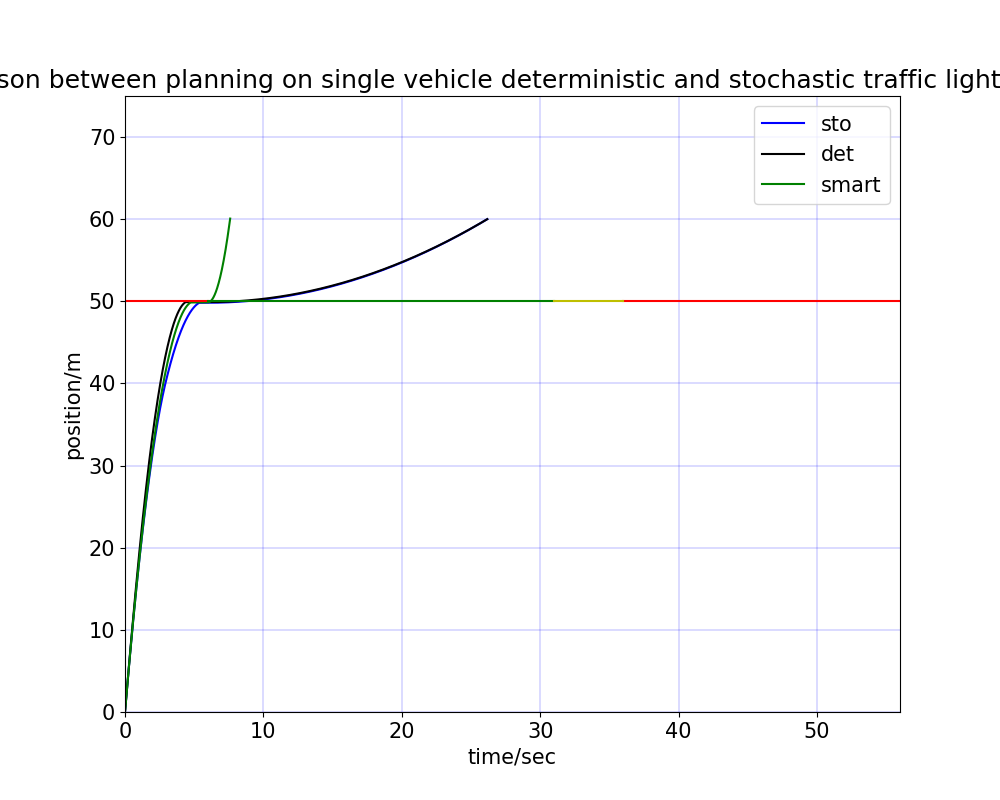 son between planning on single vehicle deterministic and stochastic traffic light
sto
det
smart
70
60
50
40
30
20
10
0
position/m
0 10 20 30 40 50
time/sec